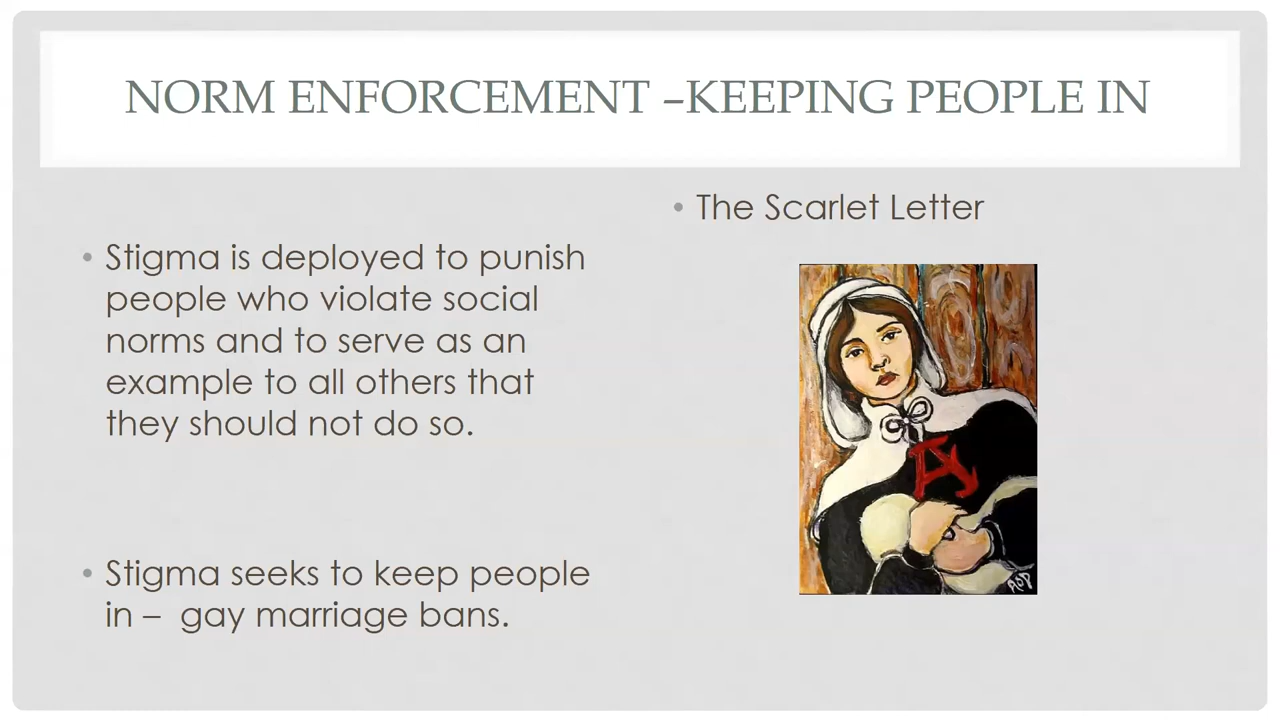 NORM ENFORCEMENT –KEEPING PEOPLE IN
• Stigma is deployed to punish
people who violate social
norms and to serve as an
example to all others that
they should not do so.
• Stigma seeks to keep people
in – gay marriage bans.
• The Scarlet Letter
A